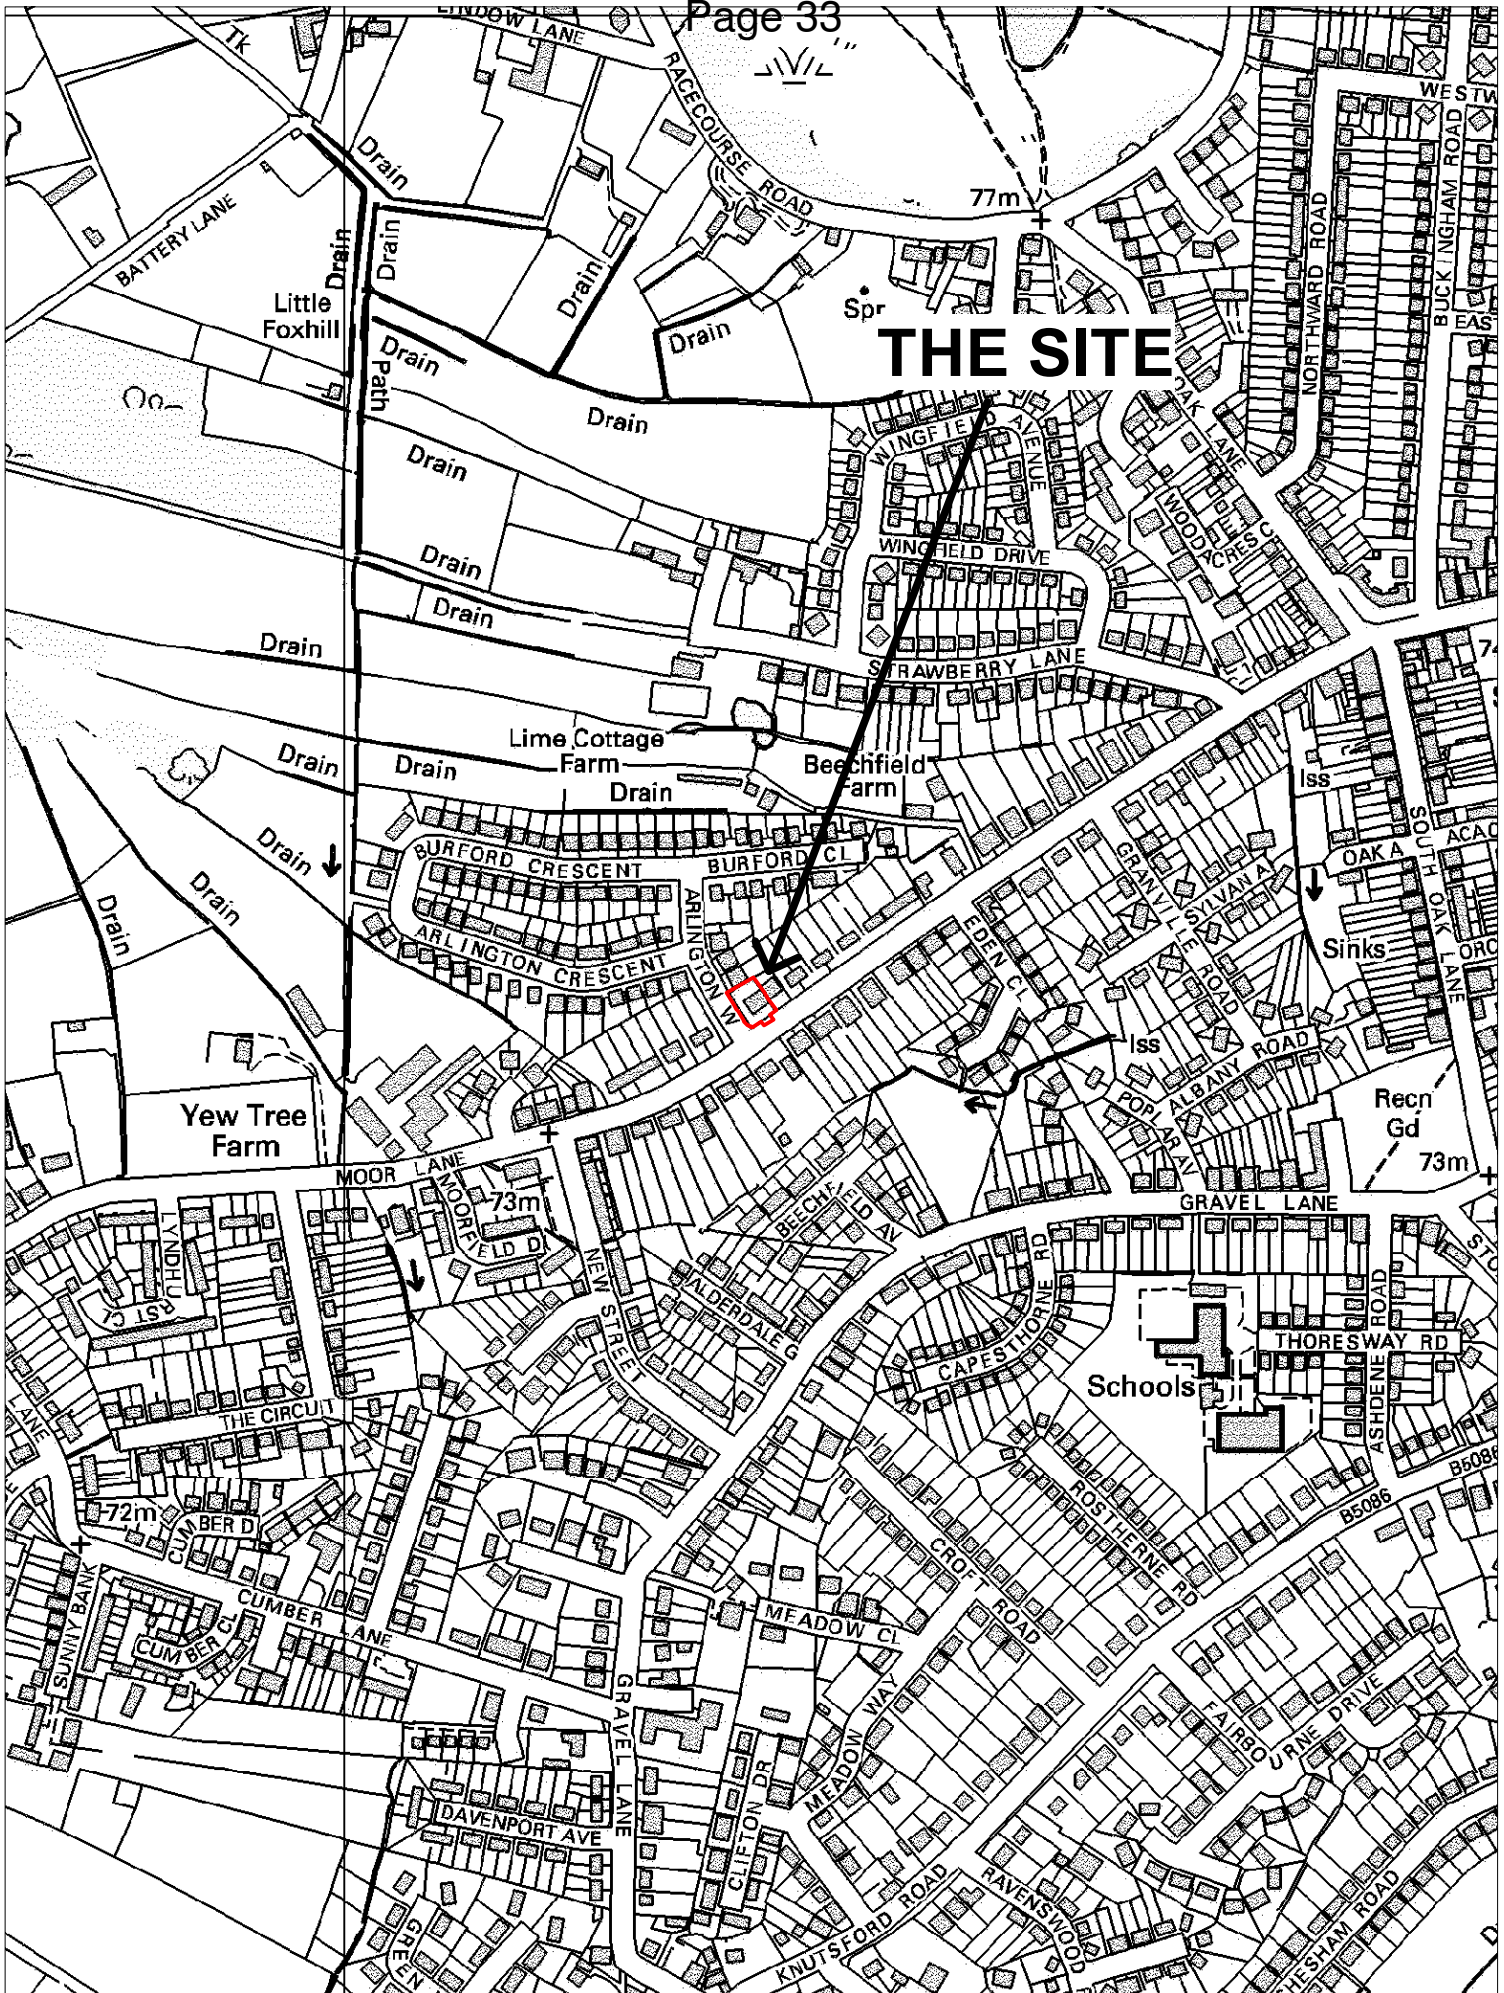 Page 33
LINDOW LANE
Tk
RACECOURSE ROAD
WESTW
Drain
77m
BATTERY LANE
Drain
Drain
NORTHWARD ROAD
BUCKINGHAM ROAD
Little
Foxhill
Drain
Spr
EAST
Drain
Drain
THE SITE
Path
OAK LANE
Drain
WINGFIELD AVENUE
Drain
WOODACRES C
WINGFIELD DRIVE
Drain
Drain
Drain
STRAWBERRY LANE
74
Lime Cottage
Farm
Beechfield
Farm
Drain
Drain
Drain
Iss
SOUTH OAK LANE
ACAC
OAK A
BURFORD CRESCENT
BURFORD CL
GRANVILLE ROAD
SYLVAN A
Drain
Drain
Drain
ARLINGTON W
ARLINGTON CRESCENT
EDEN CL
Sinks
ORC
Iss
ALBANY ROAD
POPLAR AV
Recn
Gd
Yew Tree
Farm
MOOR LANE
73m
73m
MOORFIELD D
GRAVEL LANE
LYNDHURST CL
BEECHFIELD AV
NEW STREET
ALDERDALE G
CAPESTHORNE RD
STO
THORESWAY RD
ASHDENE ROAD
Schools
THE CIRCUIT
LANE
B5086
B5086
72m
CUMBER D
ROSTHERNE RD
CROFT ROAD
SUNNY BANK
CUMBER LANE
CUMBER CL
MEADOW CL
MEADOW WAY
GRAVEL LANE
FAIRBOURNE DRIVE
DAVENPORT AVE
CLIFTON DR
KNUTSFORD ROAD
RAVENSWOOD
CHESHAM ROAD
GREEN
D